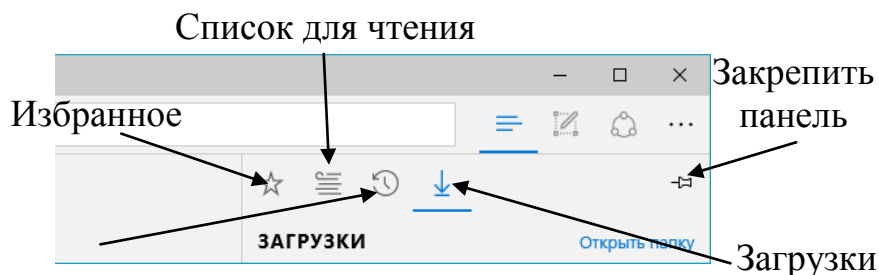 Список для чтения
Закрепить
панель
Избранное
ЗАГРУЗКИ
Открыть папку
Загрузки